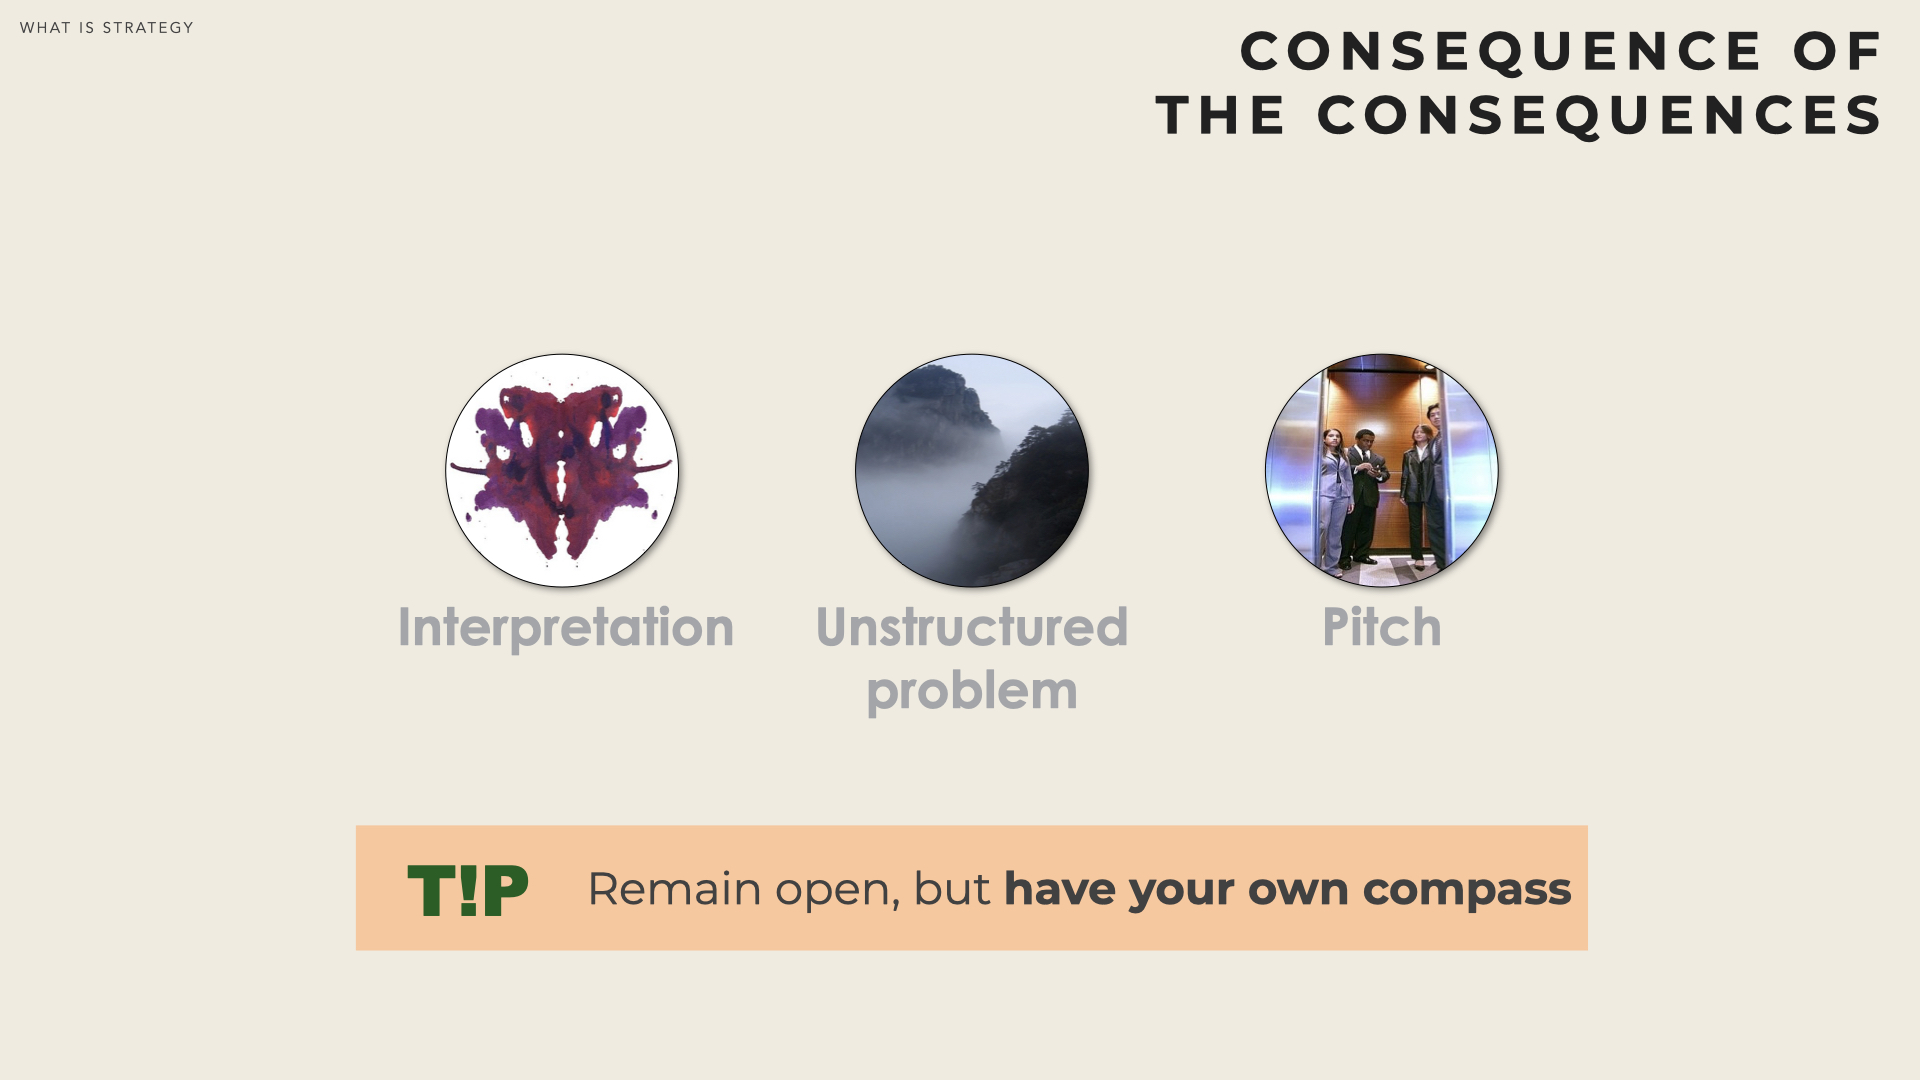 WHAT IS STRATEGY
CONSEQUENCE OF
THE CONSEQUENCES
Interpretation
Unstructured
problem
Pitch
T!P
Remain open, but have your own compass